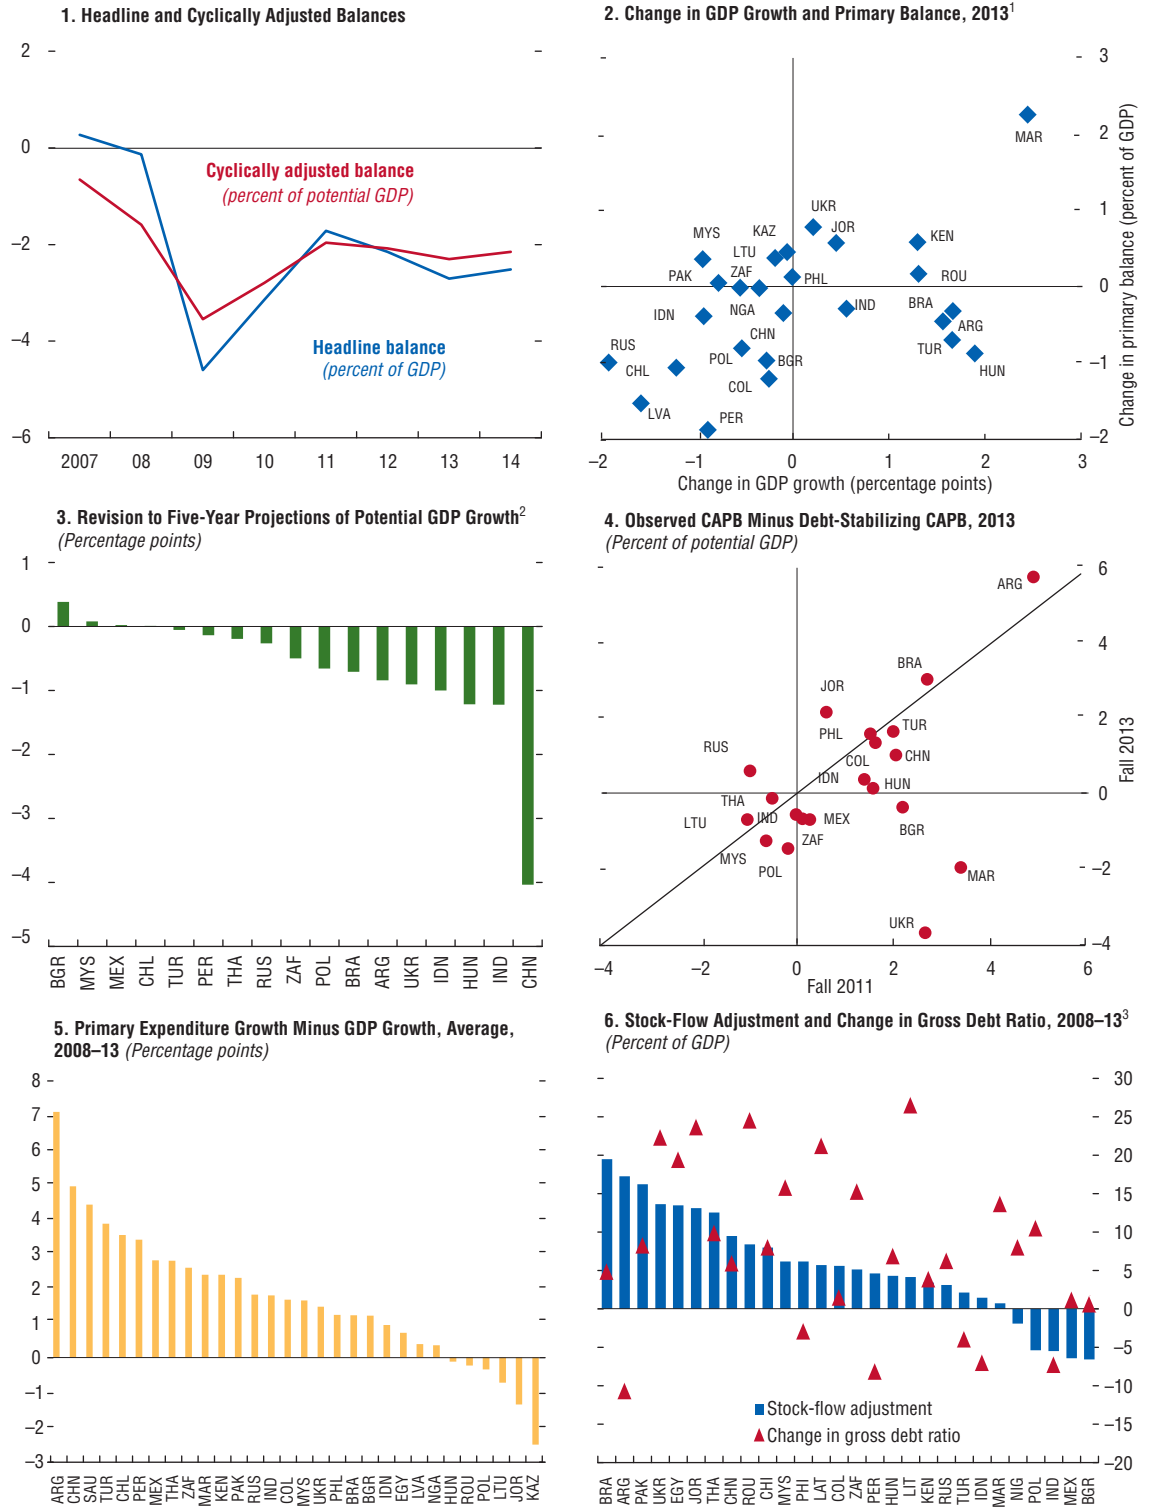 1. Headline and Cyclically Adjusted Balances
2
0
−2
−4
−6
Cyclically adjusted balance
(percent of potential GDP)
Headline balance
(percent of GDP)
2007 08 09 10 11 12 13 14
2. Change in GDP Growth and Primary Balance, 2013¹
3
2
1
0
−1
−2
Change in primary balance (percent of GDP)
MAR
UKR
KAZ
JOR
MYS
LTU
KEN
PAK
ZAF
PHL
ROU
IDN
NGA
IND
BRA
ARG
CHN
TUR
RUS
POL
BGR
HUN
CHL
COL
LVA
PER
−2 −1 0 1 2 3
Change in GDP growth (percentage points)
3. Revision to Five-Year Projections of Potential GDP Growth²
(Percentage points)
1
0
−1
−2
−3
−4
−5
BGR MYS MEX CHL TUR PER THA RUS ZAF POL BRA ARG UKR IDN HUN IND CHN
4. Observed CAPB Minus Debt-Stabilizing CAPB, 2013
(Percent of potential GDP)
6
4
2
0
−2
−4
Fall 2013
ARG
BRA
JOR
PHL
TUR
RUS
COL
CHN
IDN
HUN
THA
LTU
IND
MEX
BGR
ZAF
MYS
POL
MAR
UKR
−4 −2 0 2 4 6
Fall 2011
5. Primary Expenditure Growth Minus GDP Growth, Average,
2008–13 (Percentage points)
8
7
6
5
4
3
2
1
0
−1
−2
−3
ARG CHN SAU TUR CHL PER MEX THA ZAF MAR KEN PAK RUS IND COL MYS UKR PHL BRA BGR IDN EGY LVA NGA HUN ROU POL LTU JOR KAZ
6. Stock-Flow Adjustment and Change in Gross Debt Ratio, 2008–13³
(Percent of GDP)
30
25
20
15
10
5
0
−5
−10
−15
−20
Stock-flow adjustment
Change in gross debt ratio
BRA ARG PAK UKR EGY JOR THA CHN ROU CHI MYS PHI LAT COL ZAF PER HUN LIT KEN RUS TUR IDN MAR NIG POL IND MEX BGR